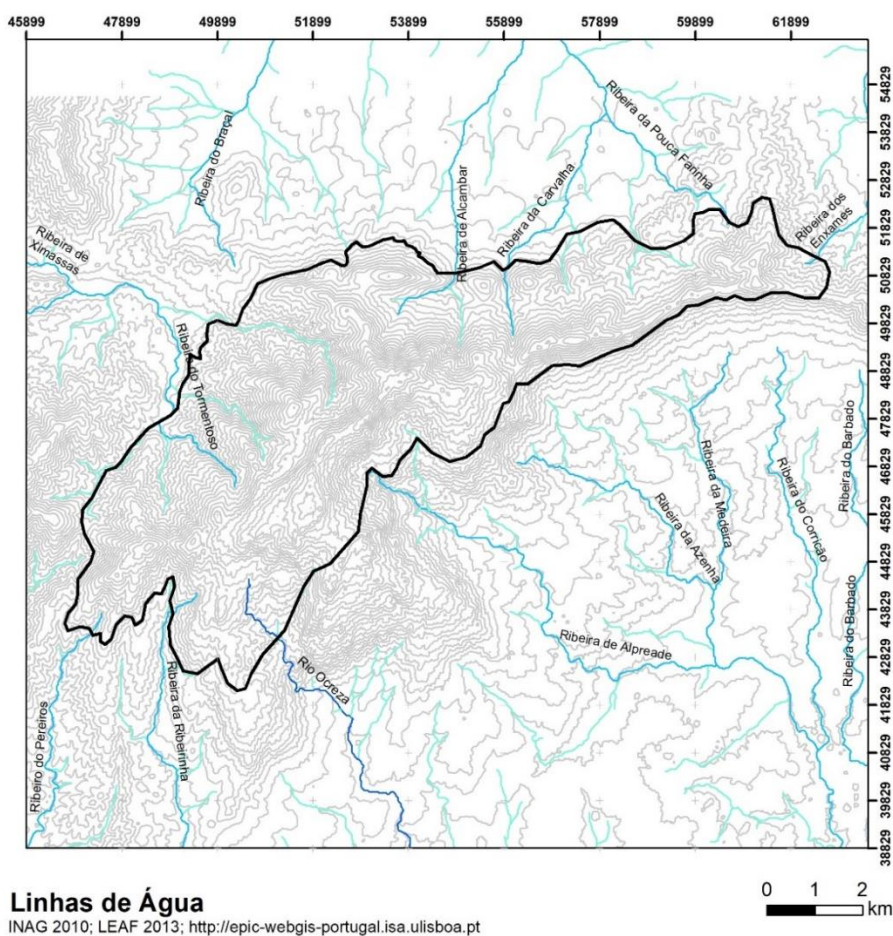 45899 47899 49899 51899 53899 55899 57899 59899 61899
54829
53829
52829
51829
50829
49829
48829
47829
46829
45829
44829
43829
42829
41829
40829
39829
38829
Ribeira do Braçal
Ribeira da Pouca Farinha
Ribeira de Alcambar
Ribeira da Carvalha
Ribeira dos
Enxames
Ribeira de
Ximassas
Ribeira do Tormentoso
Ribeira do Barbado
Ribeira da Medeira
Ribeira do Corricão
Ribeira da Azenha
Ribeira do Barbado
Ribeira de Alpreade
Rio Ocreza
Ribeira da Ribeirinha
Ribeiro do Pereiros
Linhas de Água
INAG 2010; LEAF 2013; http://epic-webgis-portugal.isa.ulisboa.pt
0 1 2
km